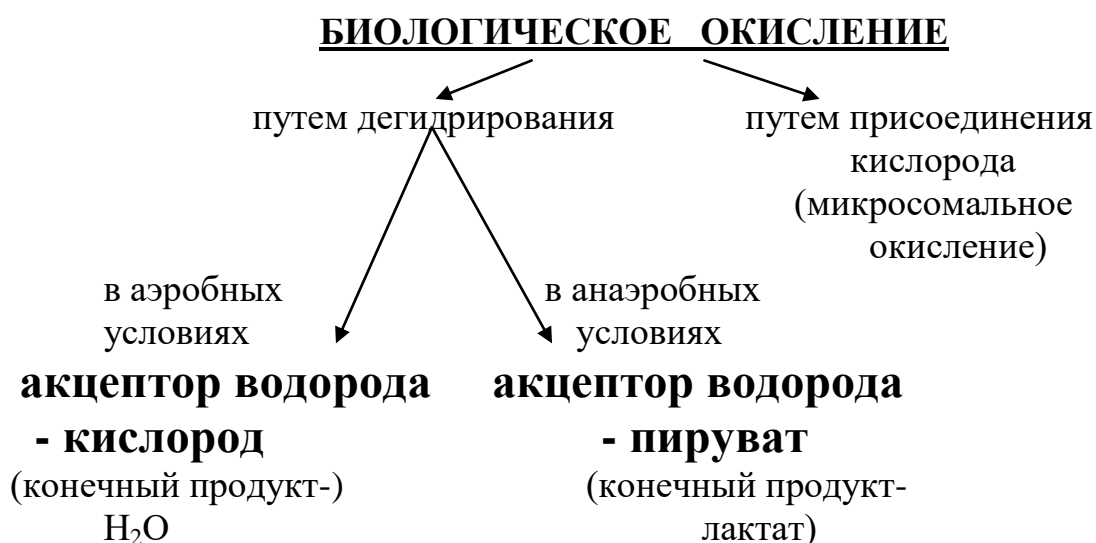 БИОЛОГИЧЕСКОЕ ОКИСЛЕНИЕ
путем дегидрирования
путем присоединения
кислорода
(микросомальное
окисление)
в аэробных
условиях
акцептор водорода
- кислород
(конечный продукт-)
H₂O
в анаэробных
условиях
акцептор водорода
- пируват
(конечный продукт-
лактат)